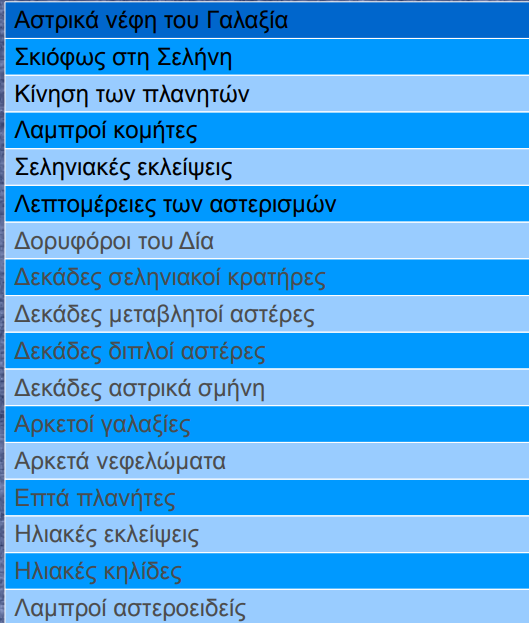 Αστρικά νέφη του Γαλαξία
Σκιόφως στη Σελήνη
Κίνηση των πλανητών
Λαμπροί κομήτες
Σεληνιακές εκλείψεις
Λεπτομέρειες των αστερισμών
Δορυφόροι του Δία
Δεκάδες σεληνιακοί κρατήρες
Δεκάδες μεταβλητοί αστέρες
Δεκάδες διπλοί αστέρες
Δεκάδες αστρικά σμήνη
Αρκετοί γαλαξίες
Αρκετά νεφελώματα
Επτά πλανήτες
Ηλιακές εκλείψεις
Ηλιακές κηλίδες
Λαμπροί αστεροειδείς